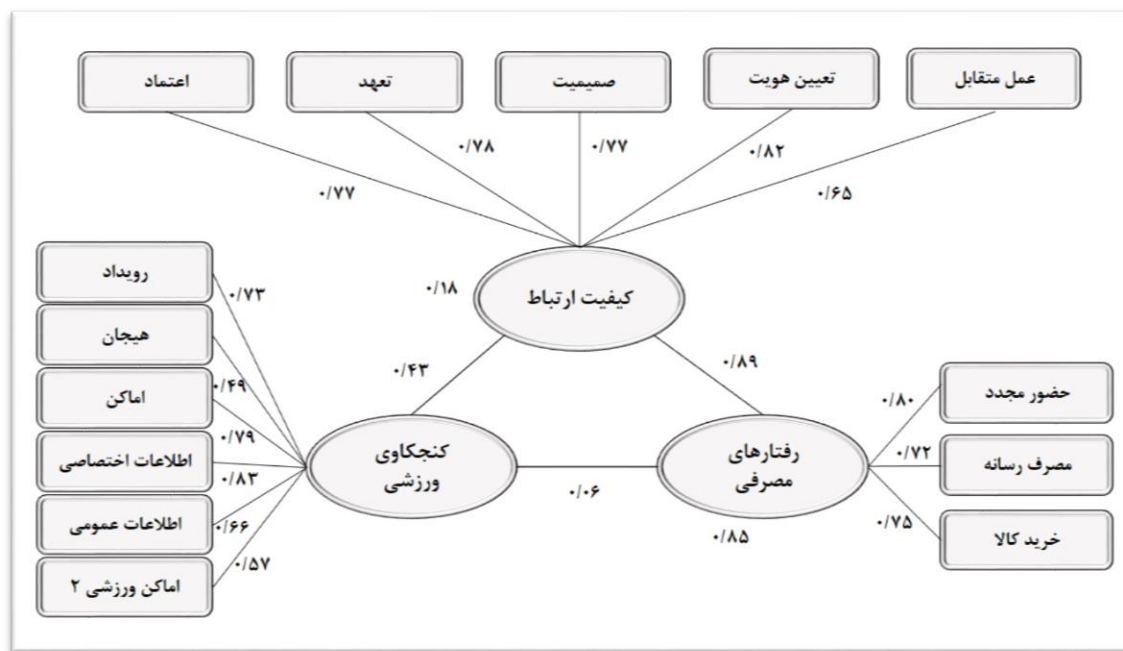 عمل متقابل
تعیین هویت
صمیمیت
تعهد
اعتماد
۰/۷۷
۰/۷۸
۰/۷۷
۰/۸۲
۰/۶۵
کیفیت ارتباط
۰/۱۸
۰/۴۳
۰/۸۹
رویداد
هیجان
اماکن
اطلاعات اختصاصی
اطلاعات عمومی
اماکن ورزشی ۲
۰/۷۳
۰/۴۹
۰/۷۹
۰/۸۳
۰/۶۶
۰/۵۷
کنجکاوی
ورزشی
۰/۰۶
رفتارهای
مصرفی
۰/۸۵
۰/۸۰
۰/۷۲
۰/۷۵
حضور مجدد
مصرف رسانه
خرید کالا